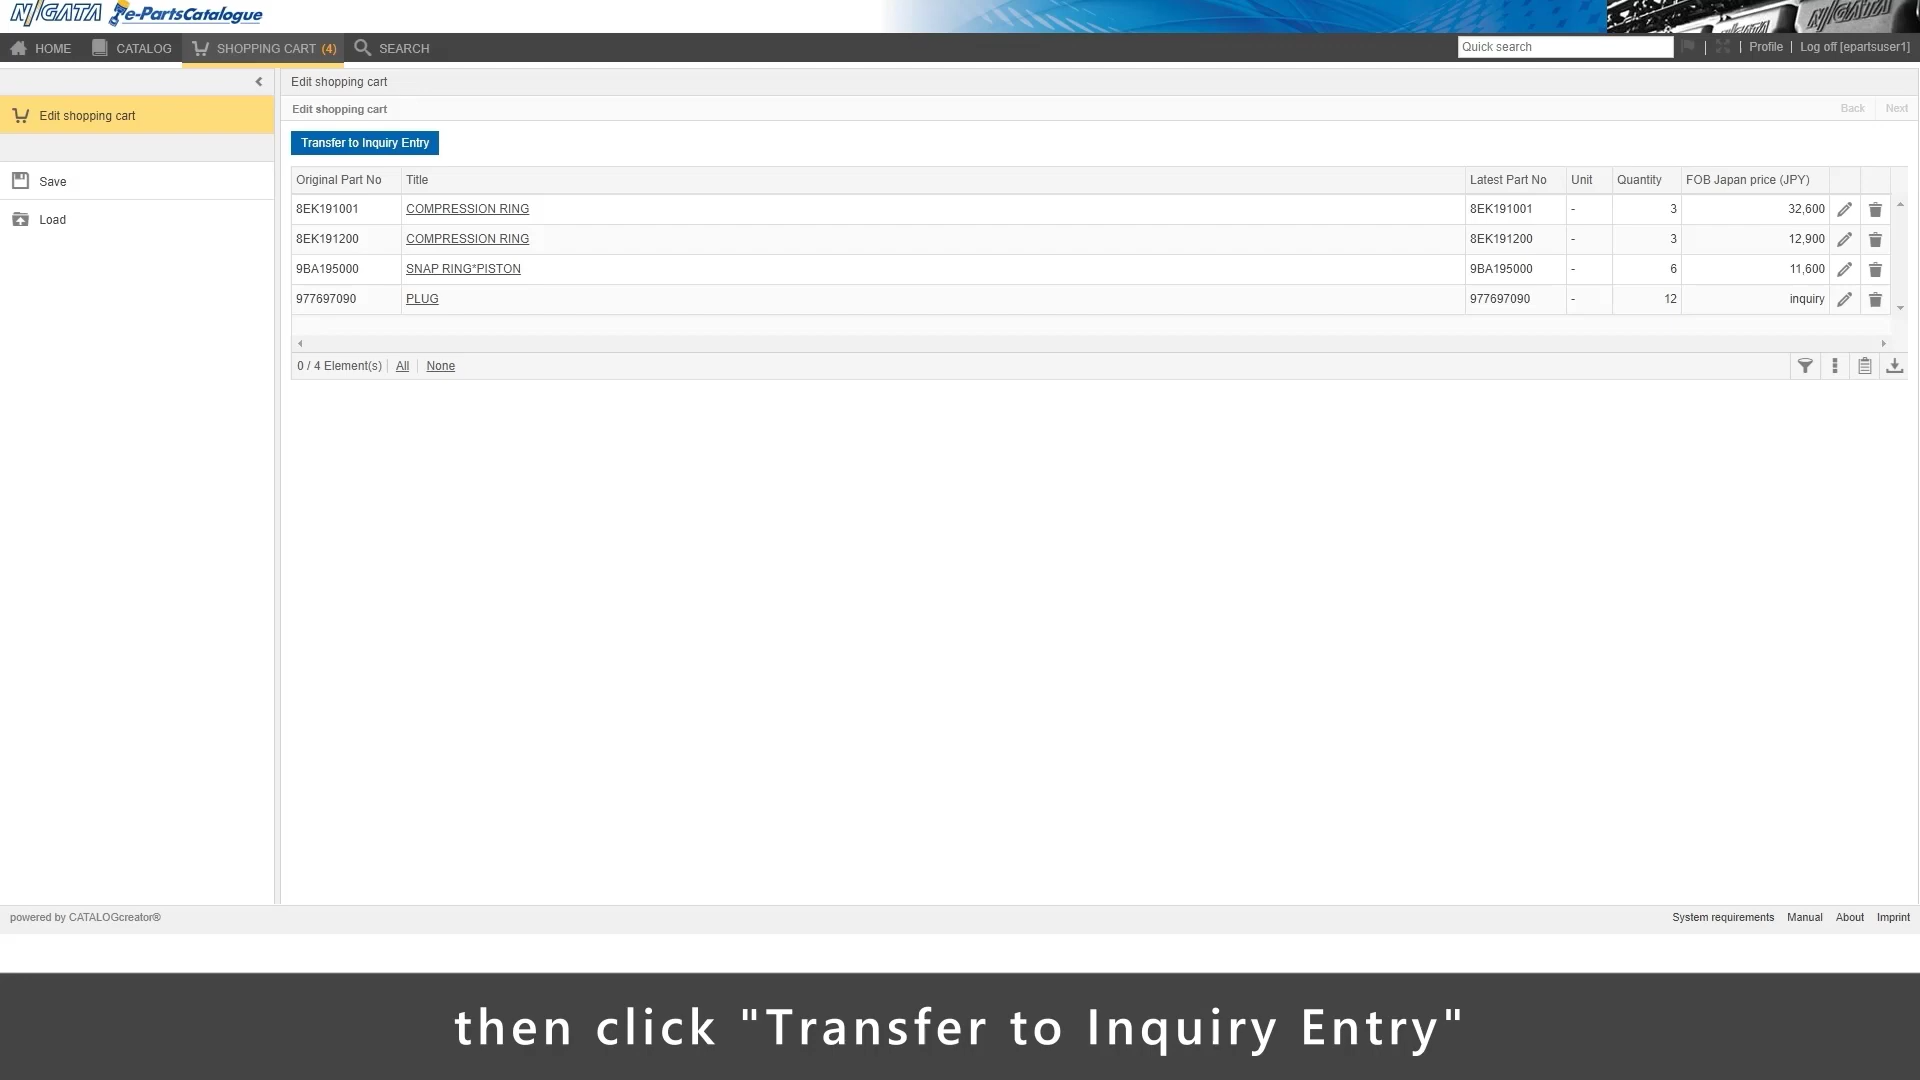 NIIGATA e-PartsCatalogue
NIIGATA
HOME CATALOG SHOPPING CART (4) SEARCH Quick search | | Profile | Log off [epartsuser1]
Edit shopping cart
Edit shopping cart
Edit shopping cart Back Next
Transfer to Inquiry Entry
Original Part No Title Latest Part No Unit Quantity FOB Japan price (JPY)
Save
8EK191001 COMPRESSION RING 8EK191001 - 3 32,600
Load
8EK191200 COMPRESSION RING 8EK191200 - 3 12,900
9BA195000 SNAP RING*PISTON 9BA195000 - 6 11,600
977697090 PLUG 977697090 - 12 inquiry
0 / 4 Element(s) | All | None
powered by CATALOGcreator® System requirements Manual About Imprint
then click "Transfer to Inquiry Entry"